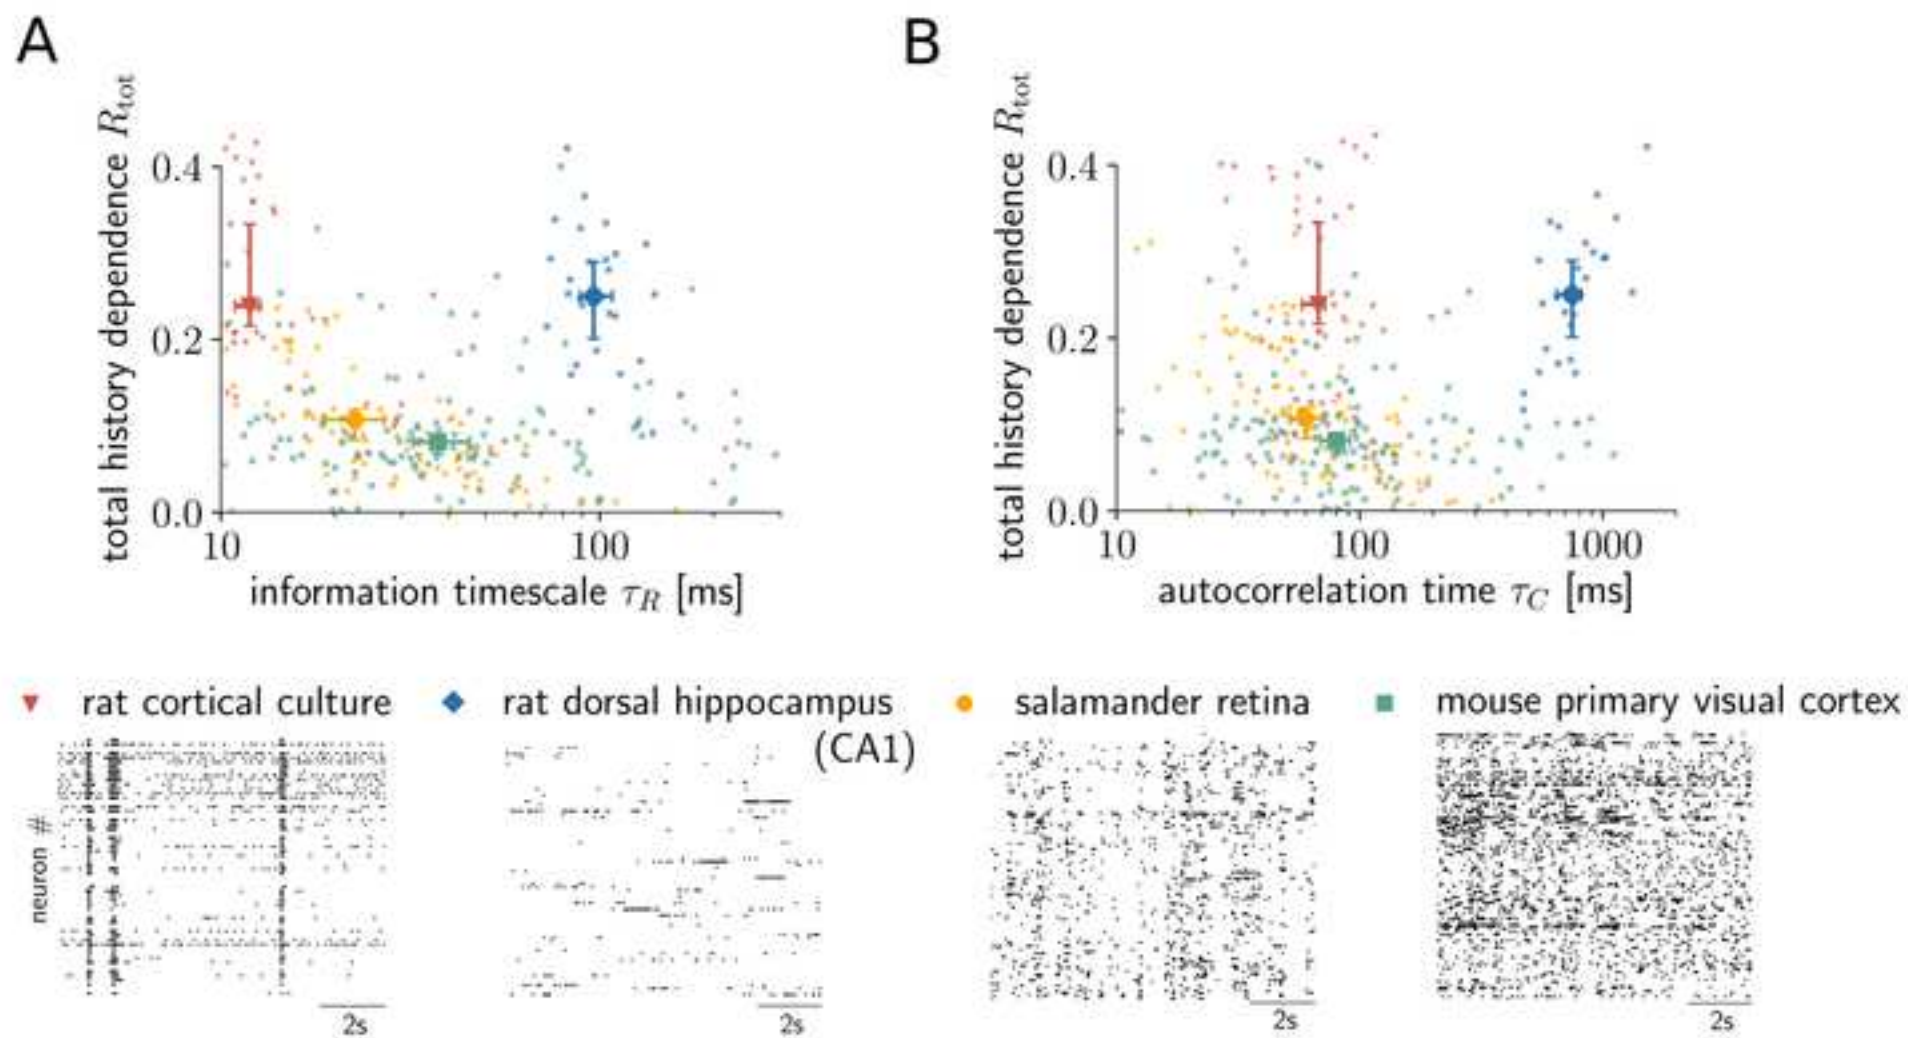 A
B
total history dependence R_tot
0.4
0.2
0.0
10
100
information timescale τ_R [ms]
total history dependence R_tot
0.4
0.2
0.0
10
100
1000
autocorrelation time τ_C [ms]
rat cortical culture
rat dorsal hippocampus
(CA1)
salamander retina
mouse primary visual cortex
neuron #
2s
2s
2s
2s